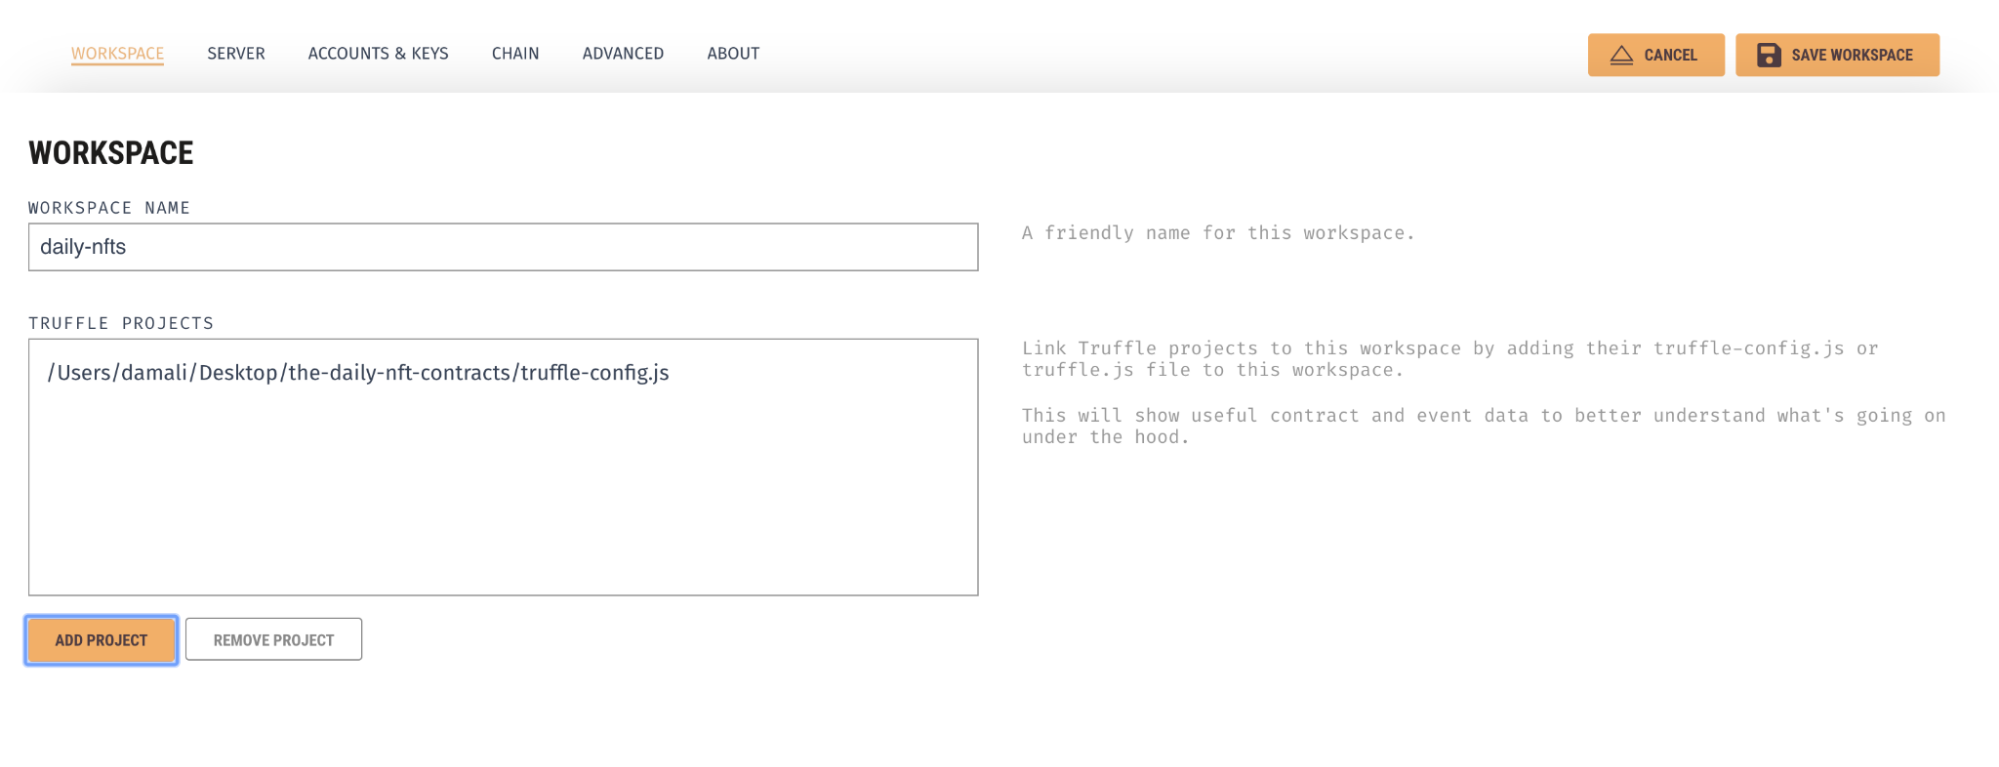 WORKSPACE SERVER ACCOUNTS & KEYS CHAIN ADVANCED ABOUT CANCEL SAVE WORKSPACE
WORKSPACE
WORKSPACE NAME
daily-nfts
A friendly name for this workspace.
TRUFFLE PROJECTS
/Users/damali/Desktop/the-daily-nft-contracts/truffle-config.js
Link Truffle projects to this workspace by adding their truffle-config.js or
truffle.js file to this workspace.
This will show useful contract and event data to better understand what's going on
under the hood.
ADD PROJECT REMOVE PROJECT